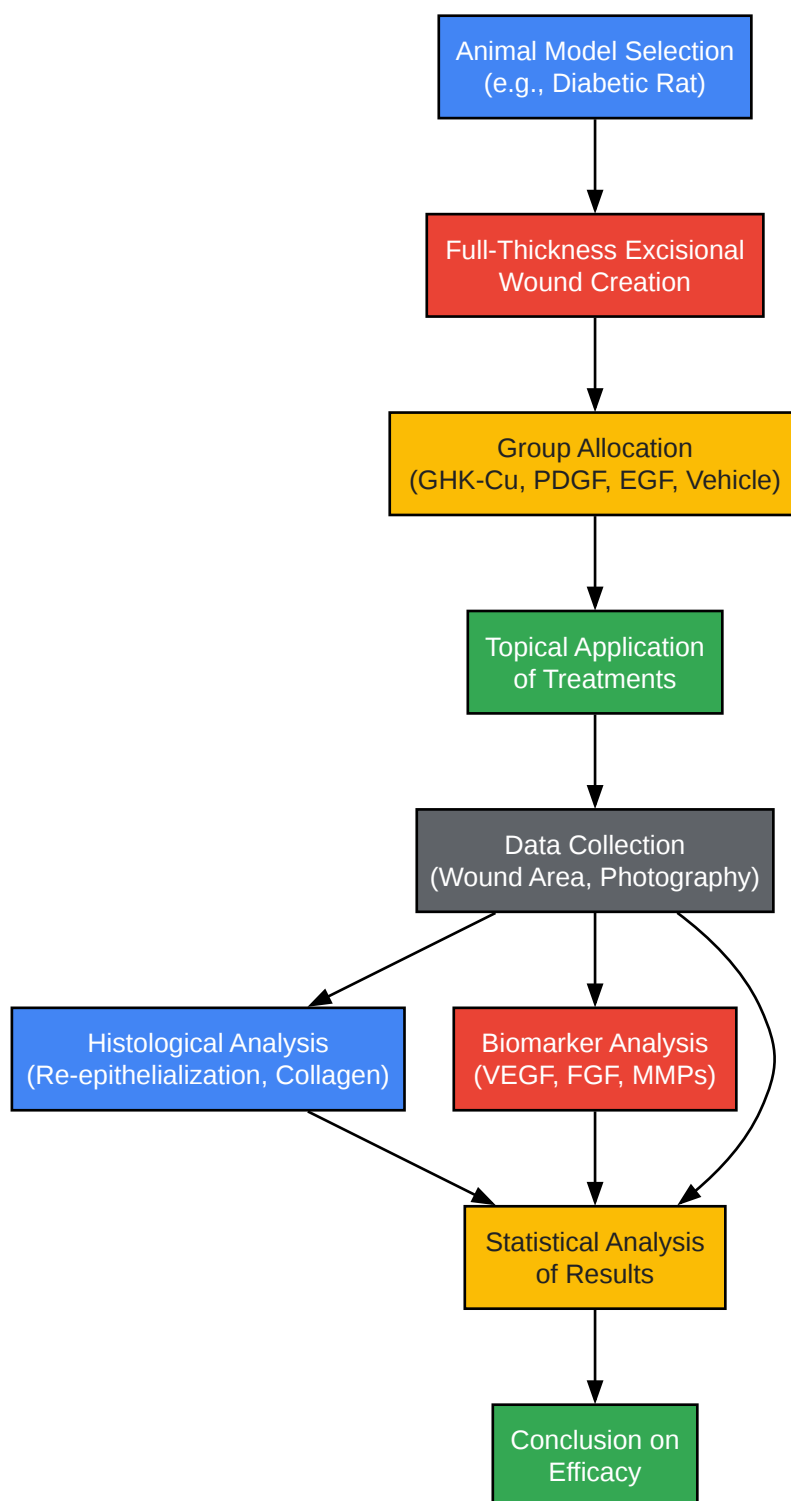 Animal Model Selection
(e.g., Diabetic Rat)
Full-Thickness Excisional
Wound Creation
Group Allocation
(GHK-Cu, PDGF, EGF, Vehicle)
Topical Application
of Treatments
Data Collection
(Wound Area, Photography)
Histological Analysis
(Re-epithelialization, Collagen)
Biomarker Analysis
(VEGF, FGF, MMPs)
Statistical Analysis
of Results
Conclusion on
Efficacy